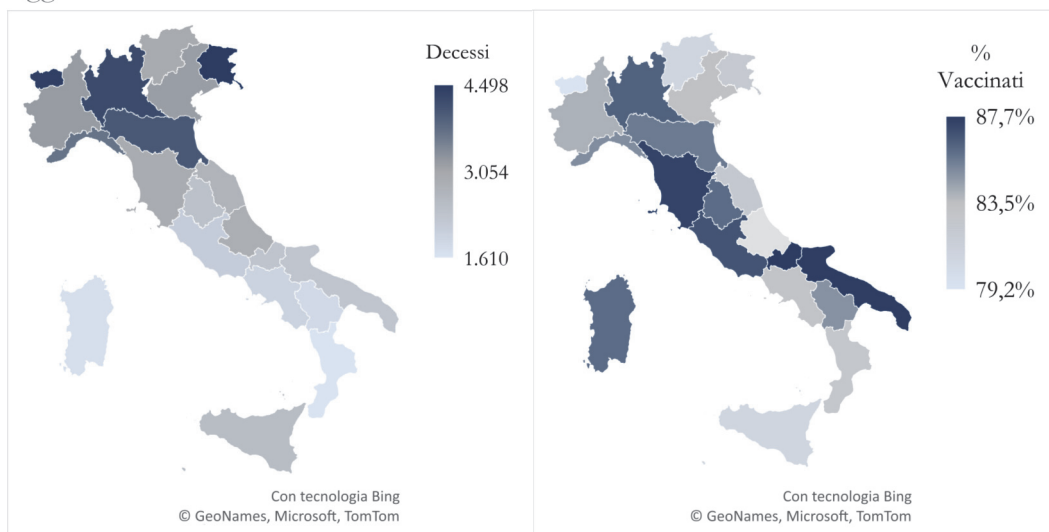 Decessi
4.498
3.054
1.610
Con tecnologia Bing
© GeoNames, Microsoft, TomTom
%
Vaccinati
87,7%
83,5%
79,2%
Con tecnologia Bing
© GeoNames, Microsoft, TomTom